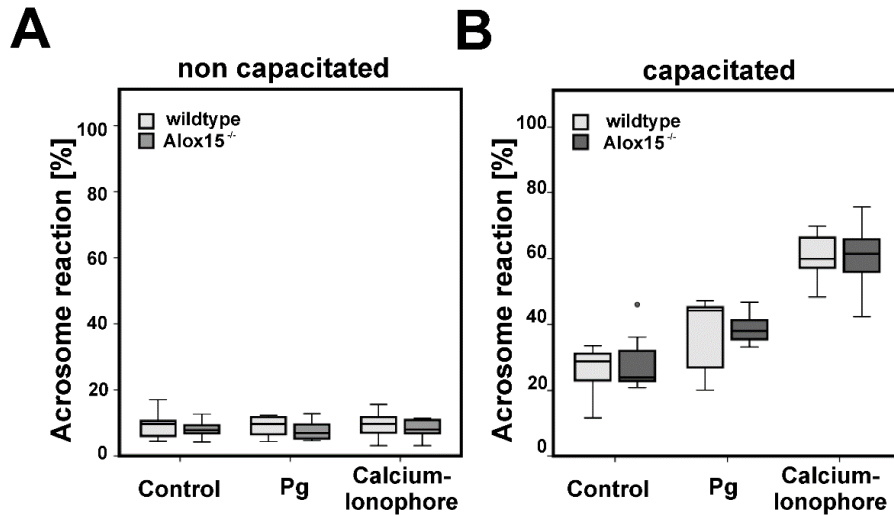 A
non capacitated
Acrosome reaction [%]
100
80
60
40
20
0
wildtype
Alox15-/-
Control
Pg
Calcium-
Ionophore
B
capacitated
Acrosome reaction [%]
100
80
60
40
20
0
wildtype
Alox15-/-
Control
Pg
Calcium-
Ionophore